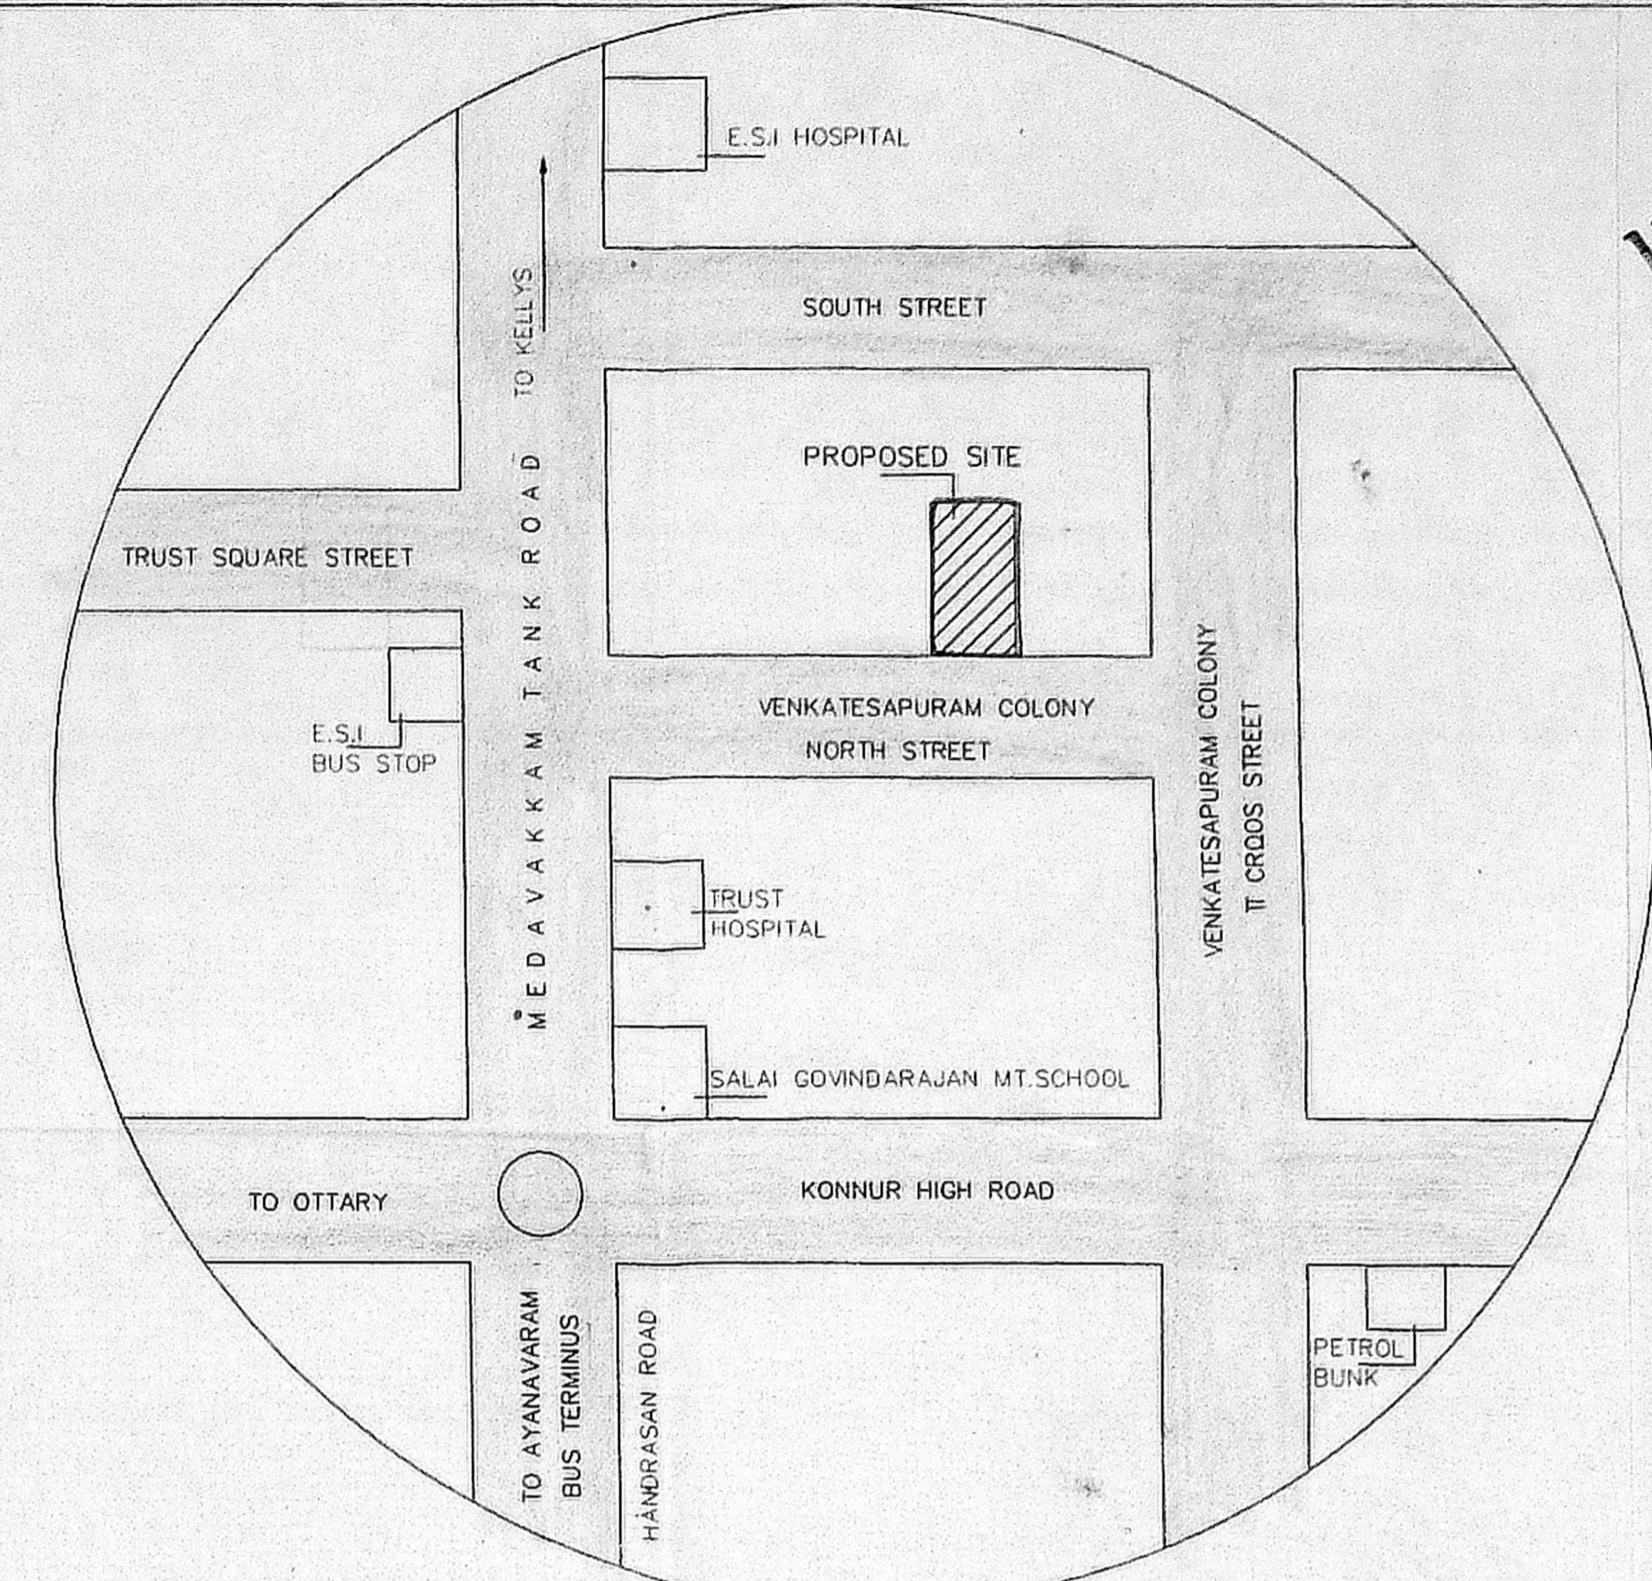 E.S.I HOSPITAL
TO KELLYS
SOUTH STREET
PROPOSED SITE
TRUST SQUARE STREET
MEDAVAKKAM TANK ROAD
E.S.I
BUS STOP
VENKATESAPURAM COLONY
NORTH STREET
VENKATESAPURAM COLONY
II CROOS STREET
TRUST
HOSPITAL
SALAI GOVINDARAJAN MT.SCHOOL
TO OTTARY
KONNUR HIGH ROAD
TO AYANAVARAM
BUS TERMINUS
HANDRASAN ROAD
PETROL
BUNK